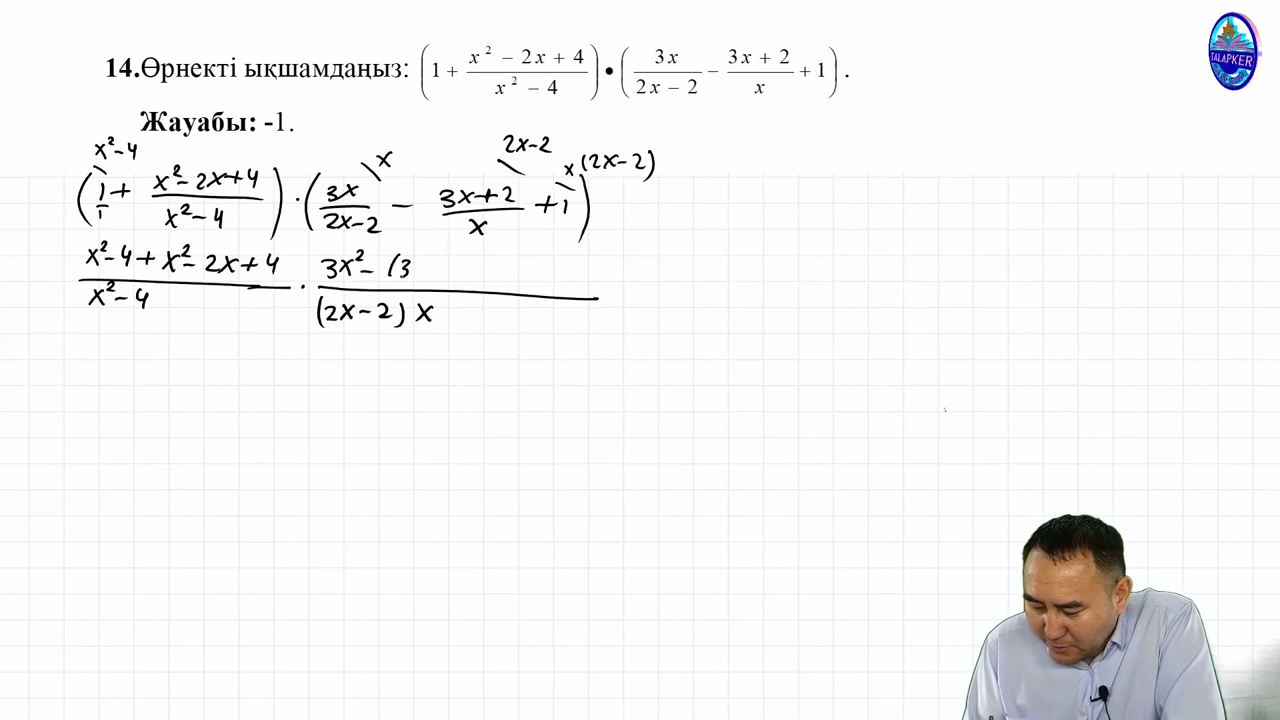 14.Өрнекті ықшамдаңыз: (1 + (x² − 2x + 4)/(x² − 4)) • (3x/(2x − 2) − (3x + 2)/x + 1).
TALAPKER
Жауабы: -1.
x²-4 x 2x-2 x(2x-2)
(1/1 + (x²-2x+4)/(x²-4)) · (3x/(2x-2) - (3x+2)/x + 1)
(x²-4+x²-2x+4)/(x²-4) · (3x²-(3)/((2x-2)x)